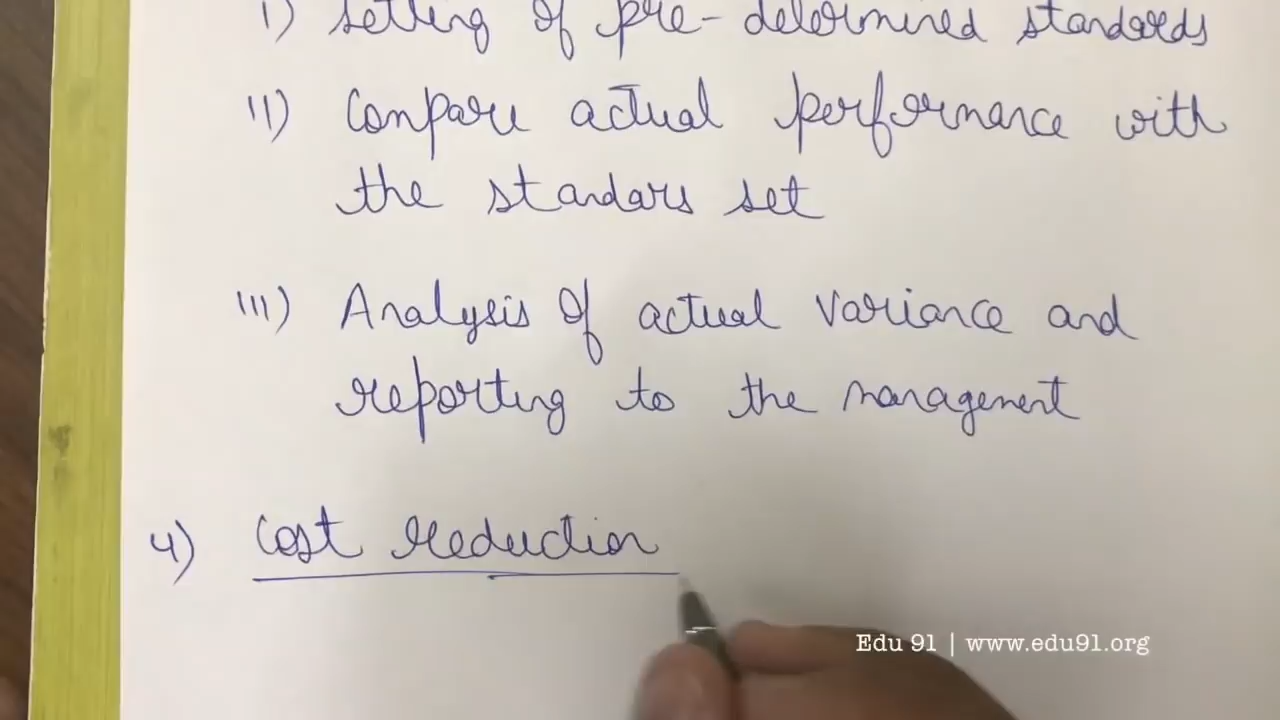 i) setting of pre-determined standards
ii) Compare actual performance with
the standars set
iii) Analysis of actual variance and
reporting to the management
4) Cost reduction
Edu 91 | www.edu91.org